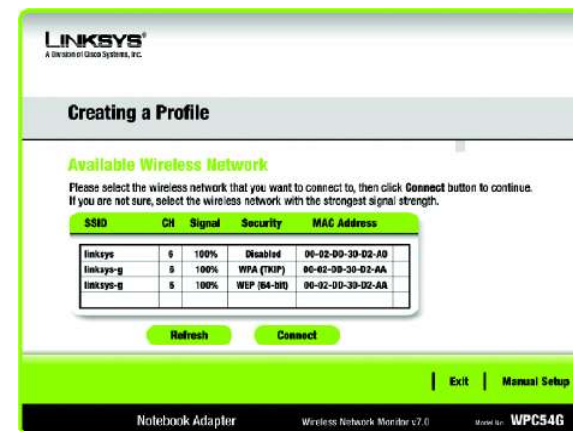 LINKSYS®
A Division of Cisco Systems, Inc.
Creating a Profile
Available Wireless Network
Please select the wireless network that you want to connect to, then click Connect button to continue.
If you are not sure, select the wireless network with the strongest signal strength.
SSID CH Signal Security MAC Address
linksys 6 100% Disabled 00-02-DD-30-D2-A0
linksys-g 6 100% WPA (TKIP) 00-02-DD-30-D2-AA
linksys-g 6 100% WEP (64-bit) 00-02-DD-30-D2-AA
Refresh Connect
Exit Manual Setup
Notebook Adapter Wireless Network Monitor v7.0 Model No. WPC54G